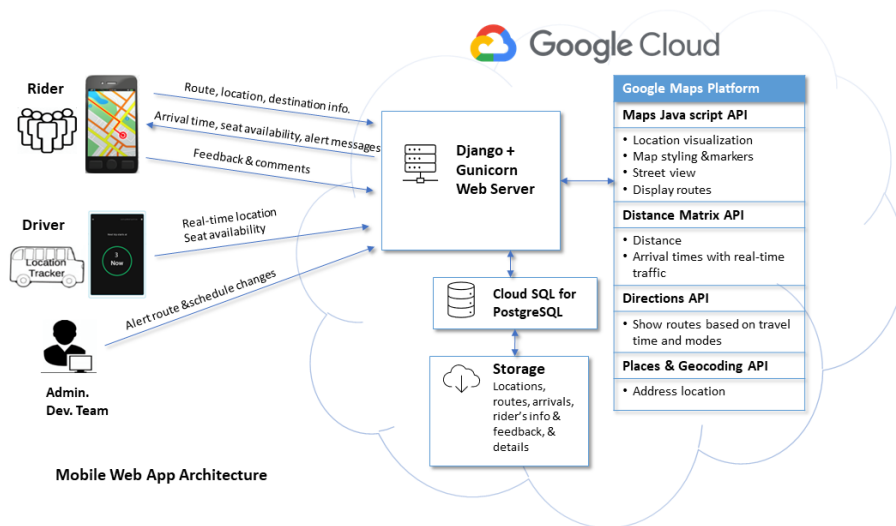 Google Cloud
Rider
Route, location, destination info.
Arrival time, seat availability, alert messages
Feedback & comments
Driver
Location
Tracker
3
Now
Real-time location
Seat availability
Alert route &schedule changes
Admin.
Dev. Team
Django +
Gunicorn
Web Server
Cloud SQL for
PostgreSQL
Storage
Locations,
routes, arrivals,
rider's info &
feedback, &
details
Google Maps Platform
Maps Java script API
• Location visualization
• Map styling &markers
• Street view
• Display routes
Distance Matrix API
• Distance
• Arrival times with real-time
traffic
Directions API
• Show routes based on travel
time and modes
Places & Geocoding API
• Address location
Mobile Web App Architecture